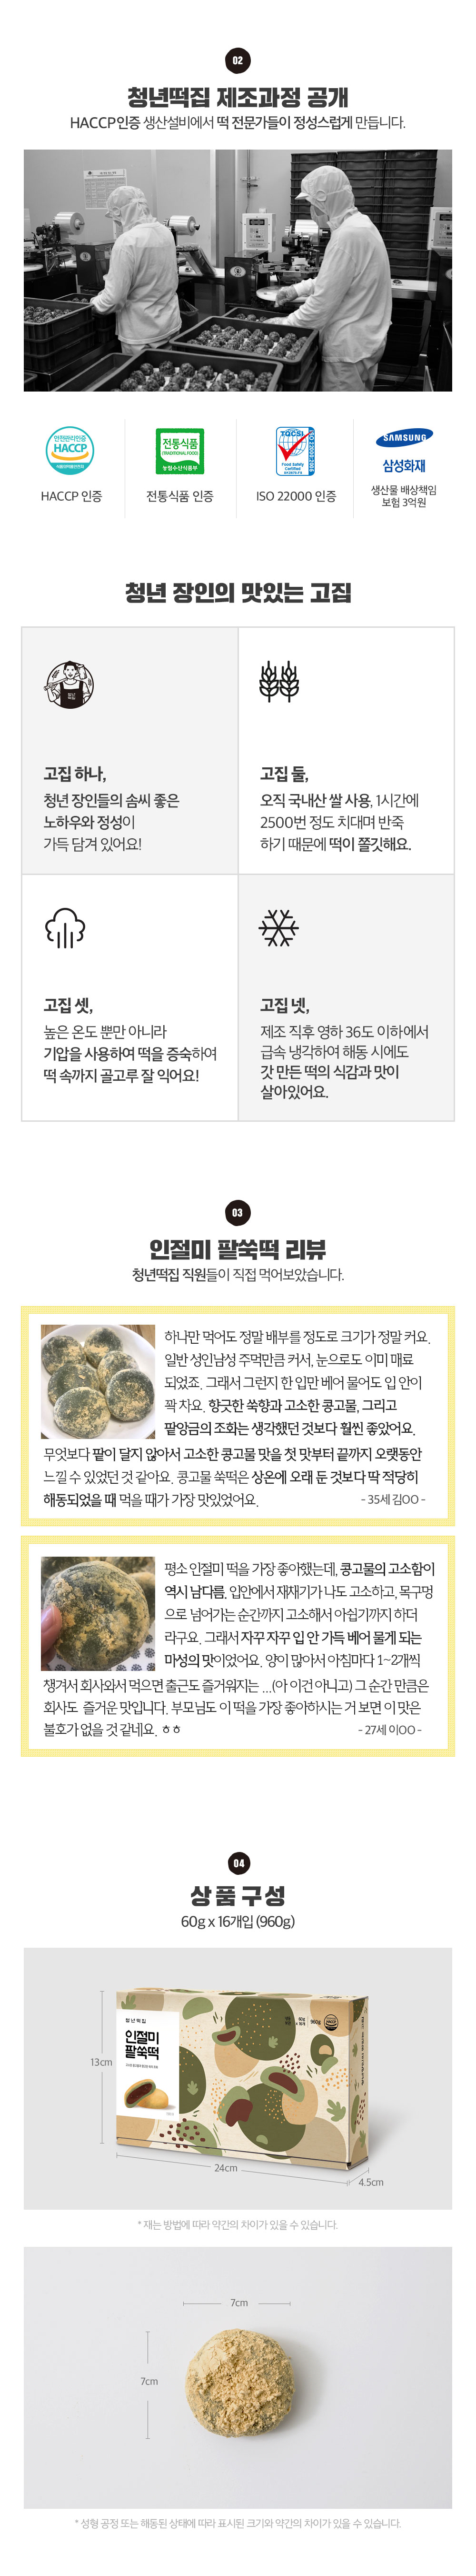 02
청년떡집 제조과정 공개
HACCP인증 생산설비에서 떡 전문가들이 정성스럽게 만듭니다.
안전관리인증
HACCP
전통식품
TRADITIONAL FOOD
농림수산식품부
TQCSI
Food Safety
Certified
SAMSUNG
삼성화재
HACCP 인증
전통식품 인증
ISO 22000 인증
생산물 배상책임
보험 3억원
청년 장인의 맛있는 고집
고집 하나,
청년 장인들의 솜씨 좋은
노하우와 정성이
가득 담겨 있어요!
고집 둘,
오직 국내산 쌀 사용, 1시간에
2500번 정도 치대며 반죽
하기 때문에 떡이 쫄깃해요.
고집 셋,
높은 온도 뿐만 아니라
기압을 사용하여 떡을 증숙하여
떡 속까지 골고루 잘 익어요!
고집 넷,
제조 직후 영하 36도 이하에서
급속 냉각하여 해동 시에도
갓 만든 떡의 식감과 맛이
살아있어요.
03
인절미 팥쑥떡 리뷰
청년떡집 직원들이 직접 먹어보았습니다.
하나만 먹어도 정말 배부를 정도로 크기가 정말 커요.
일반 성인남성 주먹만큼 커서, 눈으로도 이미 매료
되었죠. 그래서 그런지 한 입만 베어 물어도 입 안이
꽉 차요. 향긋한 쑥향과 고소한 콩고물, 그리고
팥앙금의 조화는 생각했던 것보다 훨씬 좋았어요.
무엇보다 팥이 달지 않아서 고소한 콩고물 맛을 첫 맛부터 끝까지 오랫동안
느낄 수 있었던 것 같아요. 콩고물 쑥떡은 상온에 오래 둔 것보다 딱 적당히
해동되었을 때 먹을 때가 가장 맛있었어요.
- 35세 김OO -
평소 인절미 떡을 가장 좋아했는데, 콩고물의 고소함이
역시 남다름. 입안에서 재채기가 나도 고소하고, 목구멍
으로 넘어가는 순간까지 고소해서 아쉽기까지 하더
라구요. 그래서 자꾸 자꾸 입 안 가득 베어 물게 되는
마성의 맛이었어요. 양이 많아서 아침마다 1~2개씩
챙겨서 회사와서 먹으면 출근도 즐거워지는 ...(아 이건 아니고) 그 순간 만큼은
회사도 즐거운 맛입니다. 부모님도 이 떡을 가장 좋아하시는 거 보면 이 맛은
불호가 없을 것 같네요. ㅎㅎ
- 27세 이OO -
04
상품구성
60g x 16개입 (960g)
청년떡집
인절미
팥쑥떡
60g
x 16개
960g
HACCP
13cm
24cm
4.5cm
* 재는 방법에 따라 약간의 차이가 있을 수 있습니다.
7cm
7cm
* 성형 공정 또는 해동된 상태에 따라 표시된 크기와 약간의 차이가 있을 수 있습니다.